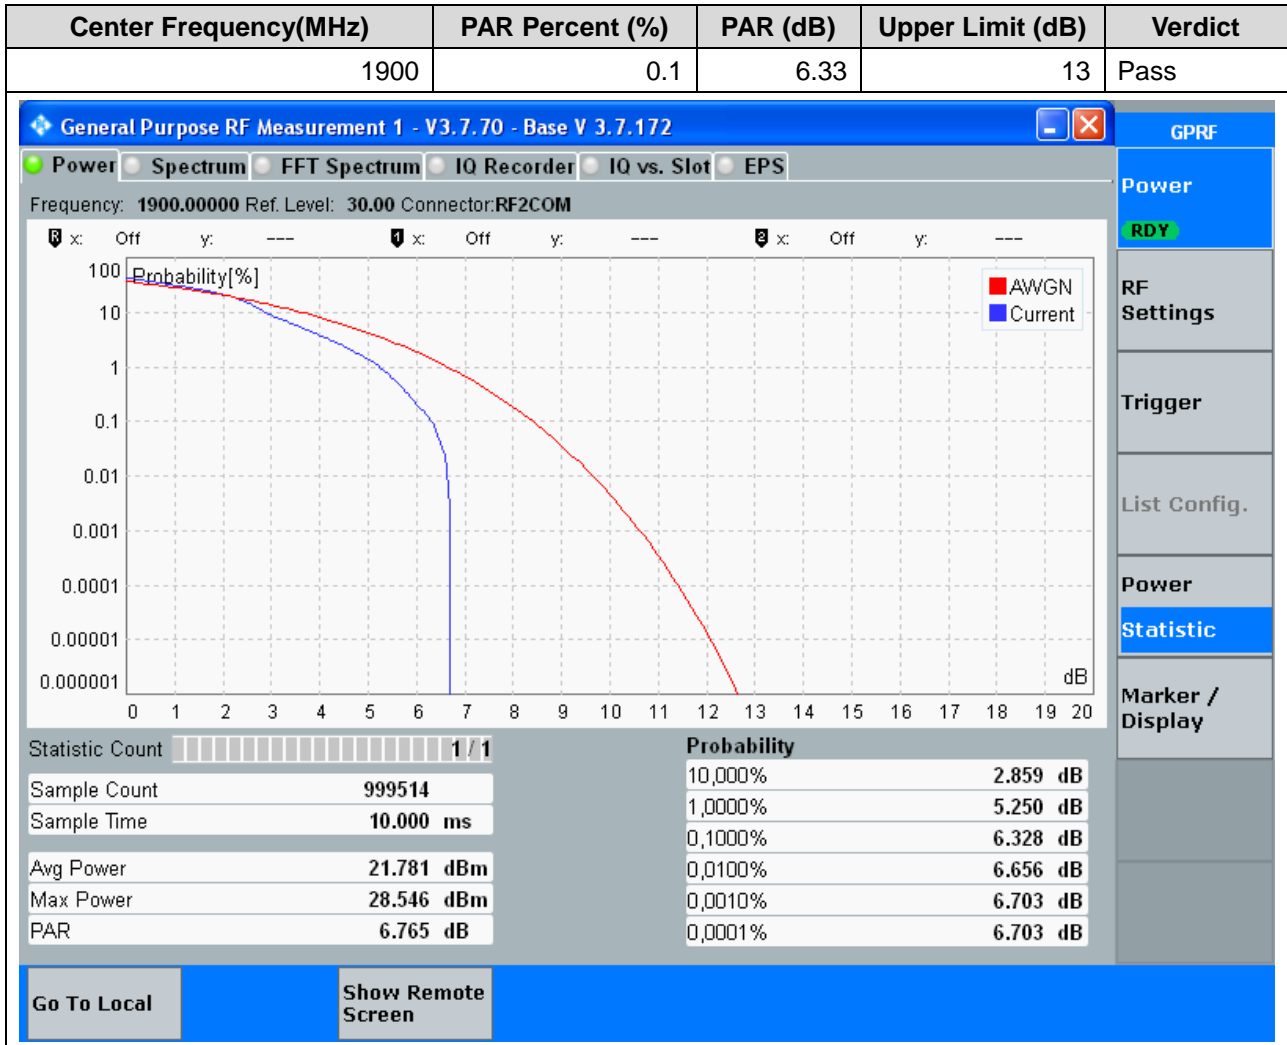 Center Frequency(MHz) PAR Percent (%) PAR (dB) Upper Limit (dB) Verdict
1900 0.1 6.33 13 Pass
General Purpose RF Measurement 1 - V3.7.70 - Base V 3.7.172
GPRF
Power Spectrum FFT Spectrum IQ Recorder IQ vs. Slot EPS
Frequency: 1900.00000 Ref. Level: 30.00 Connector:RF2COM
R x: Off y: --- 1 x: Off y: --- 2 x: Off y: ---
Probability[%]
AWGN
Current
100
10
1
0.1
0.01
0.001
0.0001
0.00001
0.000001
dB
0 1 2 3 4 5 6 7 8 9 10 11 12 13 14 15 16 17 18 19 20
Statistic Count 1 / 1
Sample Count 999514
Sample Time 10.000 ms
Avg Power 21.781 dBm
Max Power 28.546 dBm
PAR 6.765 dB
Probability
10,000% 2.859 dB
1,0000% 5.250 dB
0,1000% 6.328 dB
0,0100% 6.656 dB
0,0010% 6.703 dB
0,0001% 6.703 dB
Power
RDY
RF
Settings
Trigger
List Config.
Power
Statistic
Marker /
Display
Go To Local
Show Remote
Screen